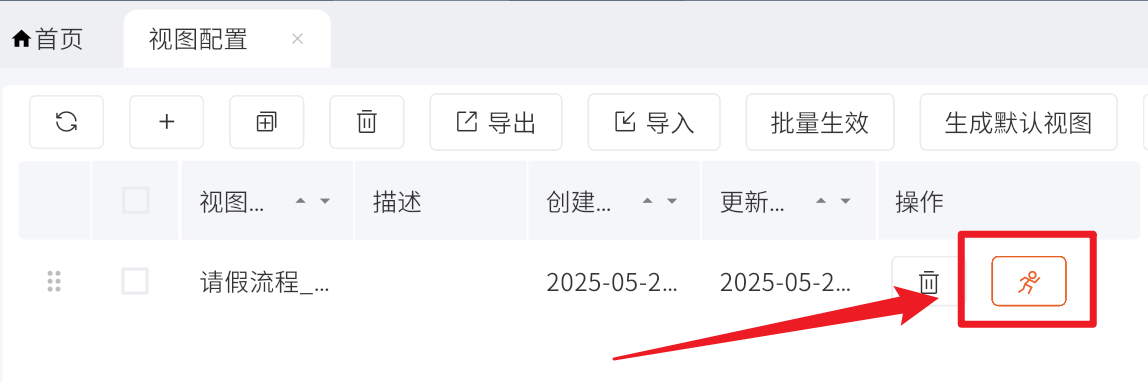 首页 视图配置
导出 导入 批量生效 生成默认视图
视图... 描述 创建... 更新... 操作
请假流程_... 2025-05-2... 2025-05-2...